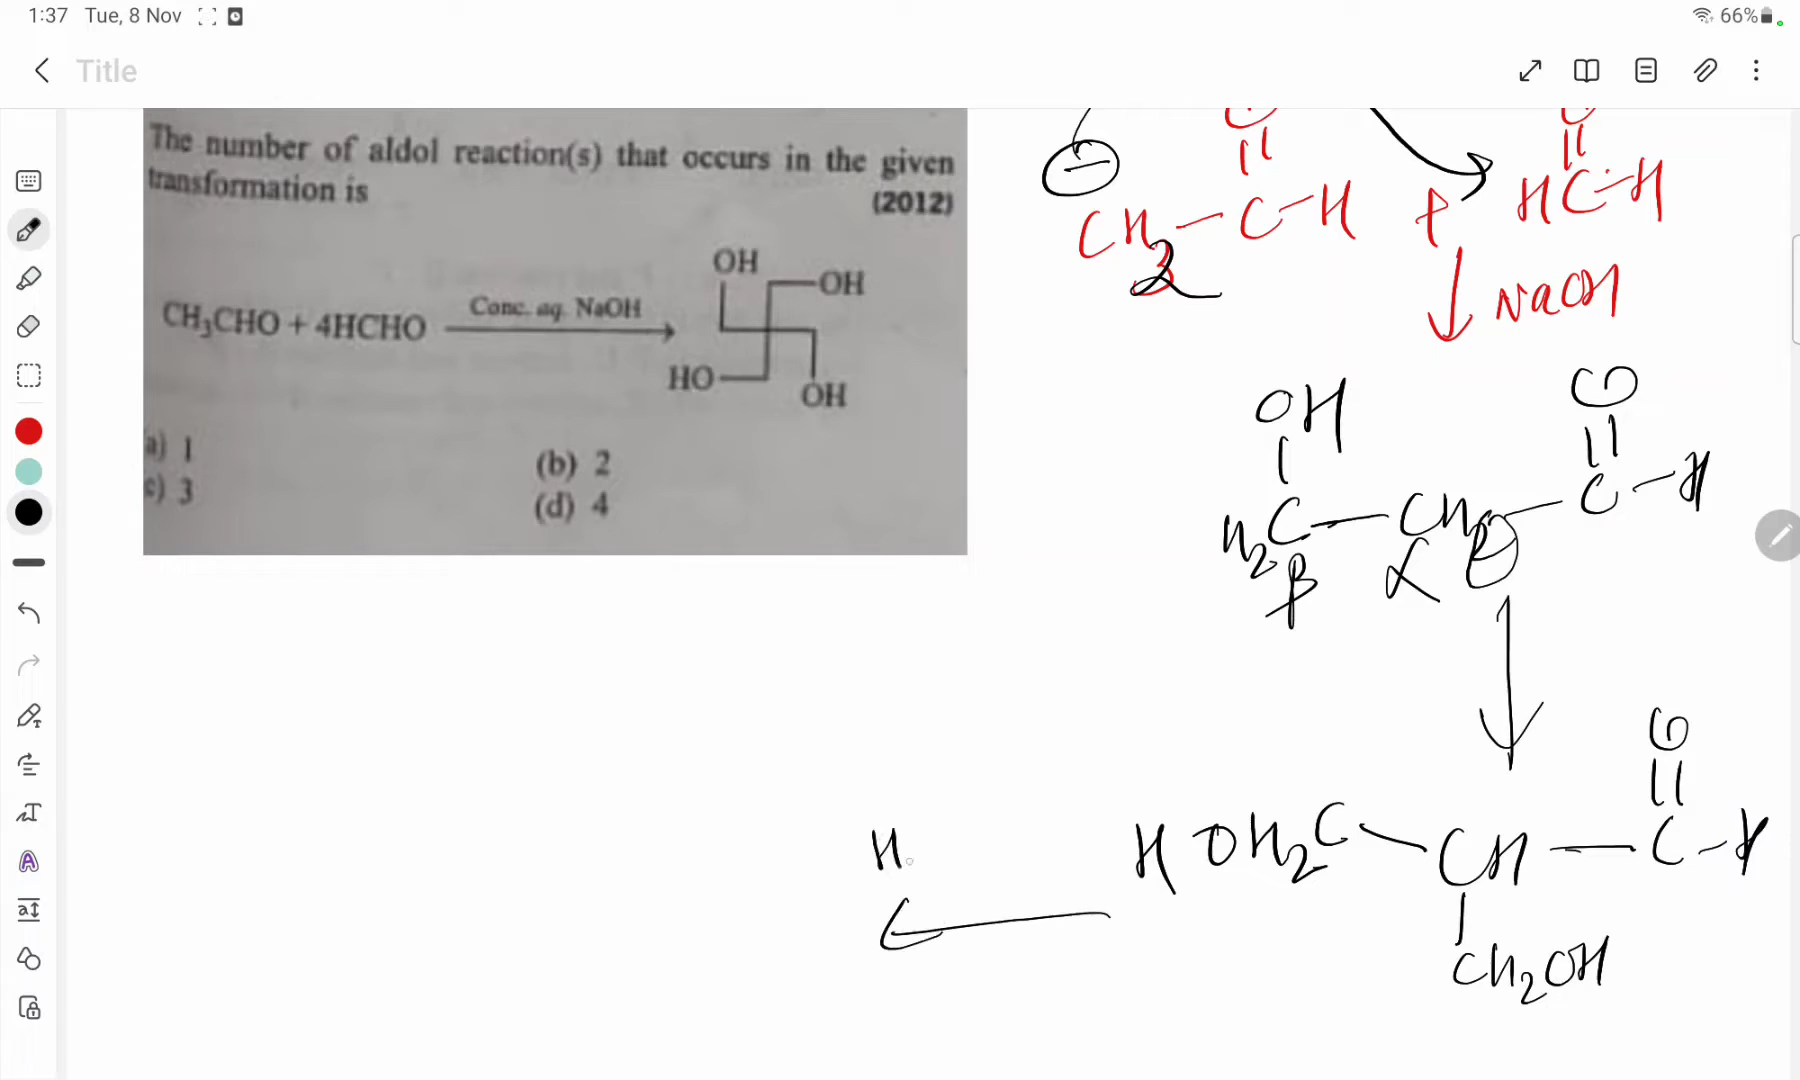 1:37 Tue, 8 Nov
66%
Title
The number of aldol reaction(s) that occurs in the given
transformation is
(2012)
CH₃CHO + 4HCHO
Conc. aq. NaOH
OH
OH
HO
OH
a) 1
(b) 2
c) 3
(d) 4
CH₂ - C - H + HC - H
NaOH
OH
O
H₂C - CH₂ - C - H
β α
O
HOH₂C - CH - C - H
CH₂OH
H